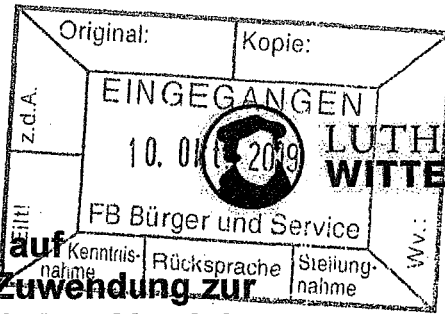 Original: Kopie:
z.d.A.
EINGEGANGEN
10. 2019
LUTH
WITTE
FB Bürger und Service
Eilt!
Wv.:
auf
Kenntnis-
nahme
Rücksprache
Stellung-
nahme
Zuwendung zur